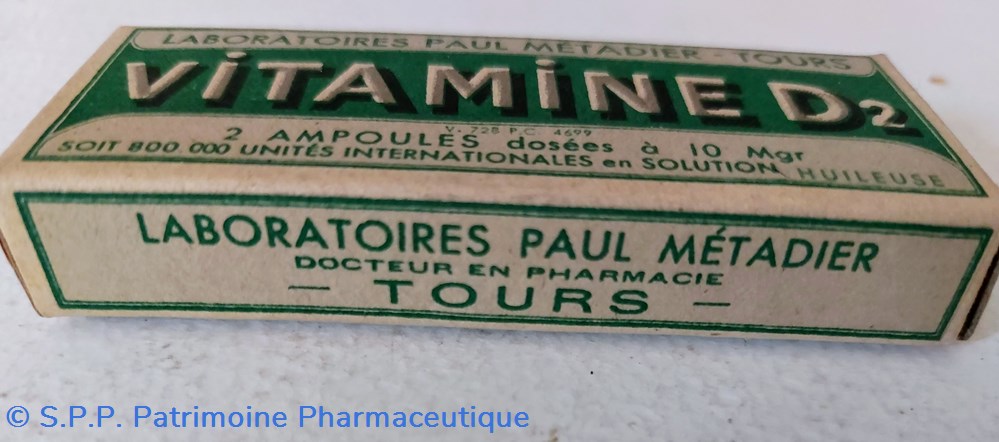 LABORATOIRES PAUL MÉTADIER - TOURS
ViTAMiNE D2
V. 728 P.C. 4699
2 AMPOULES dosées à 10 Mgr
SOIT 800 000 UNITÉS INTERNATIONALES en SOLUTION HUILEUSE
LABORATOIRES PAUL MÉTADIER
DOCTEUR EN PHARMACIE
— TOURS —
© S.P.P. Patrimoine Pharmaceutique